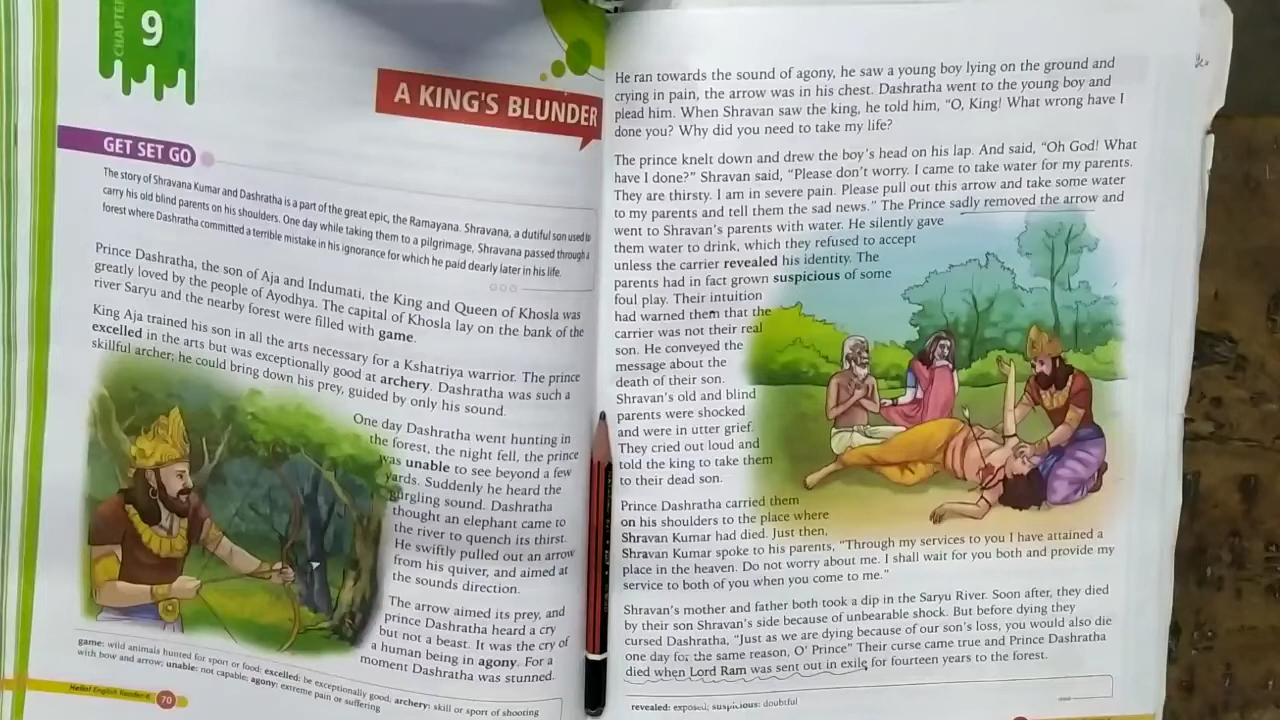 CHAPTER
9
A KING'S BLUNDER
GET SET GO
The story of Shravana Kumar and Dashratha is a part of the great epic, the Ramayana. Shravana, a dutiful son used to
carry his old blind parents on his shoulders. One day while taking them to a pilgrimage, Shravana passed through a
forest where Dashratha committed a terrible mistake in his ignorance for which he paid dearly later in his life.
Prince Dashratha, the son of Aja and Indumati, the King and Queen of Khosla was
greatly loved by the people of Ayodhya. The capital of Khosla lay on the bank of the
river Saryu and the nearby forest were filled with game.
King Aja trained his son in all the arts necessary for a Kshatriya warrior. The prince
excelled in the arts but was exceptionally good at archery. Dashratha was such a
skillful archer; he could bring down his prey, guided by only his sound.
One day Dashratha went hunting in
the forest, the night fell, the prince
was unable to see beyond a few
yards. Suddenly he heard the
gurgling sound. Dashratha
thought an elephant came to
the river to quench its thirst.
He swiftly pulled out an arrow
from his quiver, and aimed at
the sounds direction.
The arrow aimed its prey, and
prince Dashratha heard a cry
but not a beast. It was the cry of
a human being in agony. For a
moment Dashratha was stunned.
game: wild animals hunted for sport or food; excelled: be exceptionally good; archery: skill or sport of shooting
with bow and arrow; unable: not capable; agony: extreme pain or suffering
Hello! English Reader-6
70
He ran towards the sound of agony, he saw a young boy lying on the ground and
crying in pain, the arrow was in his chest. Dashratha went to the young boy and
plead him. When Shravan saw the king, he told him, "O, King! What wrong have I
done you? Why did you need to take my life?
The prince knelt down and drew the boy's head on his lap. And said, "Oh God! What
have I done?" Shravan said, "Please don't worry. I came to take water for my parents.
They are thirsty. I am in severe pain. Please pull out this arrow and take some water
to my parents and tell them the sad news." The Prince sadly removed the arrow and
went to Shravan's parents with water. He silently gave
them water to drink, which they refused to accept
unless the carrier revealed his identity. The
parents had in fact grown suspicious of some
foul play. Their intuition
had warned them that the
carrier was not their real
son. He conveyed the
message about the
death of their son.
Shravan's old and blind
parents were shocked
and were in utter grief.
They cried out loud and
told the king to take them
to their dead son.
Prince Dashratha carried them
on his shoulders to the place where
Shravan Kumar had died. Just then,
Shravan Kumar spoke to his parents, "Through my services to you I have attained a
place in the heaven. Do not worry about me. I shall wait for you both and provide my
service to both of you when you come to me."
Shravan's mother and father both took a dip in the Saryu River. Soon after, they died
by their son Shravan's side because of unbearable shock. But before dying they
cursed Dashratha, "Just as we are dying because of our son's loss, you would also die
one day for the same reason, O' Prince" Their curse came true and Prince Dashratha
died when Lord Ram was sent out in exile for fourteen years to the forest.
revealed: exposed; suspicious: doubtful